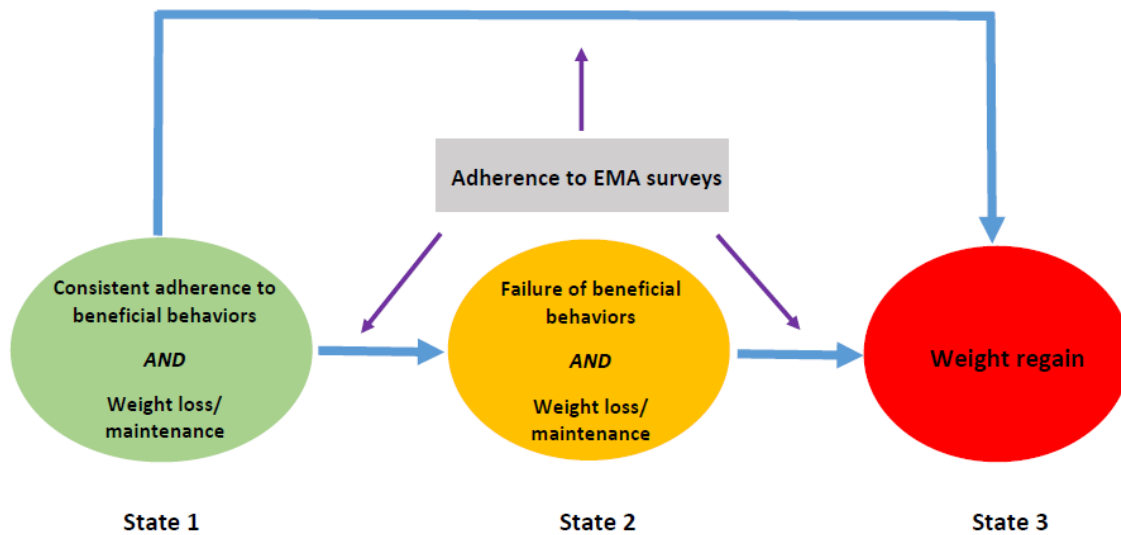 Adherence to EMA surveys
Consistent adherence to
beneficial behaviors
AND
Weight loss/
maintenance
Failure of beneficial
behaviors
AND
Weight loss/
maintenance
Weight regain
State 1
State 2
State 3